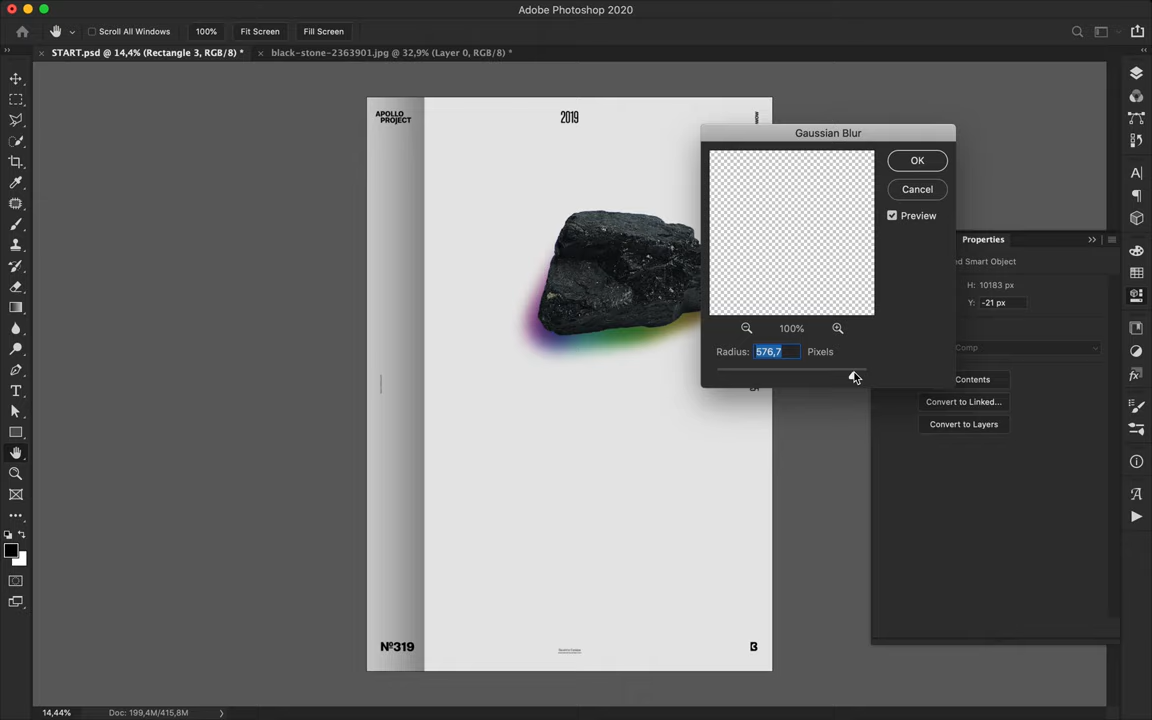 Adobe Photoshop 2020
Scroll All Windows
100%
Fit Screen
Fill Screen
START.psd @ 14,4% (Rectangle 3, RGB/8) *
black-stone-2363901.jpg @ 32,9% (Layer 0, RGB/8) *
APOLLO
PROJECT
2019
Gaussian Blur
OK
Cancel
Preview
100%
Radius: 576,7 Pixels
Properties
ed Smart Object
H: 10183 px
Y: -21 px
Comp
Contents
Convert to Linked...
Convert to Layers
Nº319
B
14,44%
Doc: 199,4M/415,8M